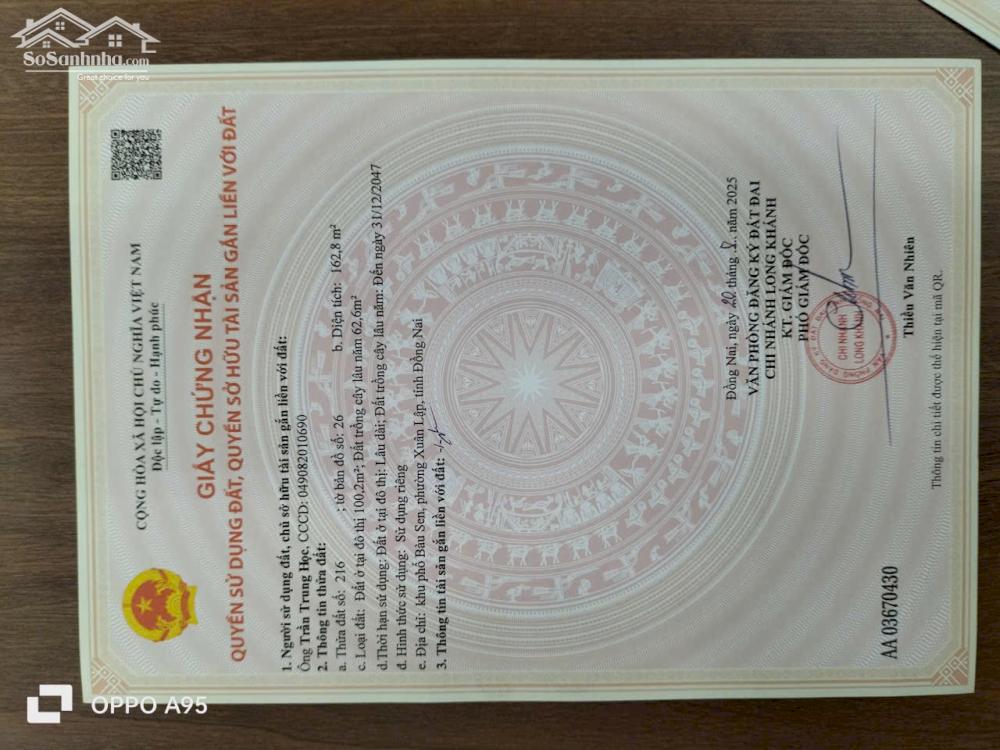 SoSanhnha.com
Great choice for you
CỘNG HÒA XÃ HỘI CHỦ NGHĨA VIỆT NAM
Độc lập - Tự do - Hạnh phúc
GIẤY CHỨNG NHẬN
QUYỀN SỬ DỤNG ĐẤT, QUYỀN SỞ HỮU TÀI SẢN GẮN LIỀN VỚI ĐẤT
1. Người sử dụng đất, chủ sở hữu tài sản gắn liền với đất:
Ông Trần Trung Học, CCCD: 049082010690
2. Thông tin thửa đất:
a. Thửa đất số: 216 ; tờ bản đồ số: 26 b. Diện tích: 162,8 m²
c. Loại đất: Đất ở tại đô thị 100,2m²; Đất trồng cây lâu năm 62,6m²
d.Thời hạn sử dụng: Đất ở tại đô thị: Lâu dài; Đất trồng cây lâu năm: Đến ngày 31/12/2047
đ. Hình thức sử dụng: Sử dụng riêng
e. Địa chỉ: khu phố Bàu Sen, phường Xuân Lập, tỉnh Đồng Nai
3. Thông tin tài sản gắn liền với đất: -/-
Đồng Nai, ngày 20 tháng 8. năm 2025
VĂN PHÒNG ĐĂNG KÝ ĐẤT ĐAI
CHI NHÁNH LONG KHÁNH
KT. GIÁM ĐỐC
PHÓ GIÁM ĐỐC
CHI NHÁNH
LONG KHÁNH
Thiều Văn Nhiên
AA 03670430
Thông tin chi tiết được thể hiện tại mã QR.
OPPO A95